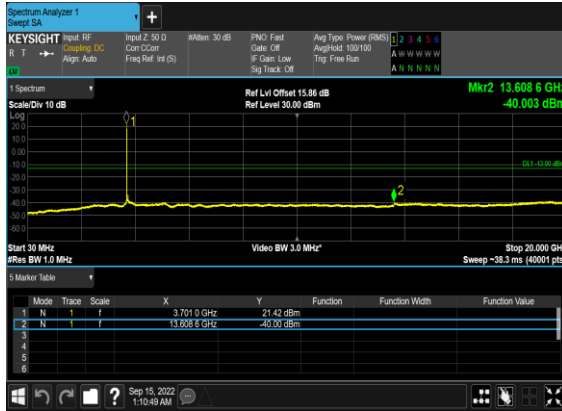 Spectrum Analyzer 1
Swept SA
KEYSIGHT Input: RF Input Z: 50 Ω #Atten: 30 dB PNO: Fast Avg Type: Power (RMS) 1 2 3 4 5 6
R T Coupling: DC Corr CCorr Gate: Off Avg|Hold: 100/100 A W W W W W
Align: Auto Freq Ref: Int (S) IF Gain: Low Trig: Free Run
LU Sig Track: Off A N N N N N
1 Spectrum Ref Lvl Offset 15.86 dB Mkr2 13.608 6 GHz
Scale/Div 10 dB Ref Level 30.00 dBm -40.003 dBm
Log
1
20.0
10.0
0.00
-10.0 DL1 -13.00 dBm
-20.0
-30.0
2
-40.0
-50.0
-60.0
Start 30 MHz Video BW 3.0 MHz* Stop 20.000 GHz
#Res BW 1.0 MHz Sweep ~38.3 ms (40001 pts)
5 Marker Table
Mode Trace Scale X Y Function Function Width Function Value
1 N 1 f 3.701 0 GHz 21.42 dBm
2 N 1 f 13.608 6 GHz -40.00 dBm
3
4
5
6
? Sep 15, 2022
1:10:49 AM